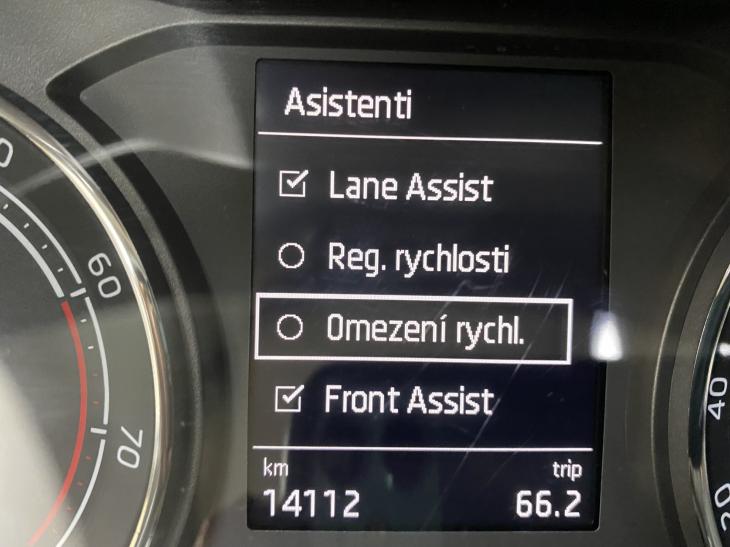 Asistenti
Lane Assist
Reg. rychlosti
Omezení rychl.
Front Assist
km trip
14112 66.2
60
70
40